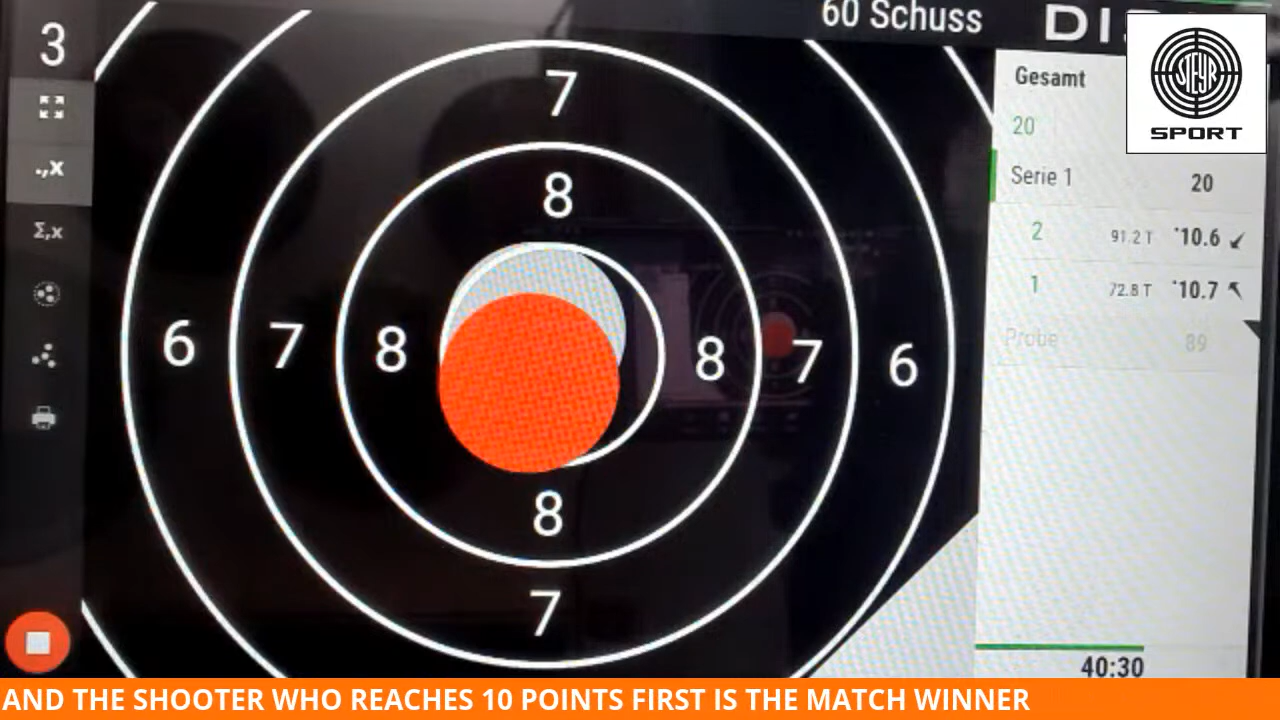 3
60 Schuss
DIS
Gesamt
20
STEYR
SPORT
Serie 1 20
2 91.2 T *10.6
1 72.8 T *10.7
Probe 89
.,x
Σ,x
7
8
6 7 8 8 7 6
8
7
40:30
AND THE SHOOTER WHO REACHES 10 POINTS FIRST IS THE MATCH WINNER